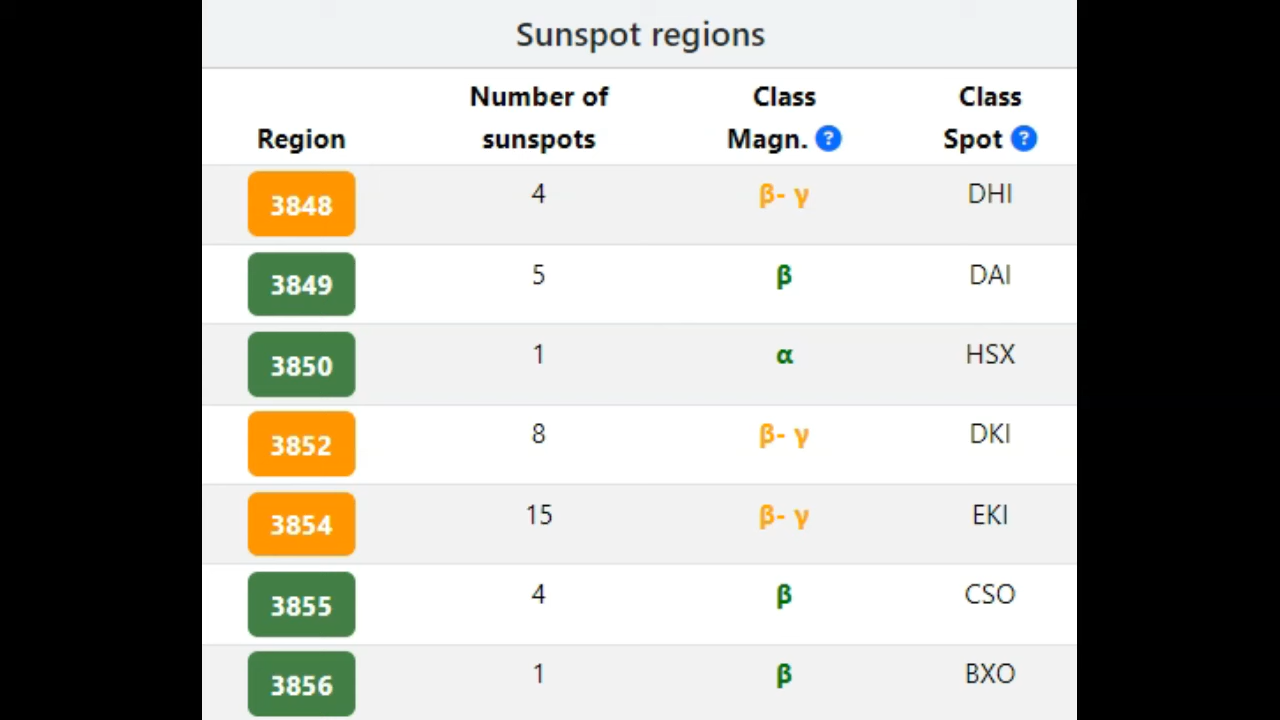 Sunspot regions
Number of Class Class
Region sunspots Magn. ? Spot ?
3848 4 β- γ DHI
3849 5 β DAI
3850 1 α HSX
3852 8 β- γ DKI
3854 15 β- γ EKI
3855 4 β CSO
3856 1 β BXO